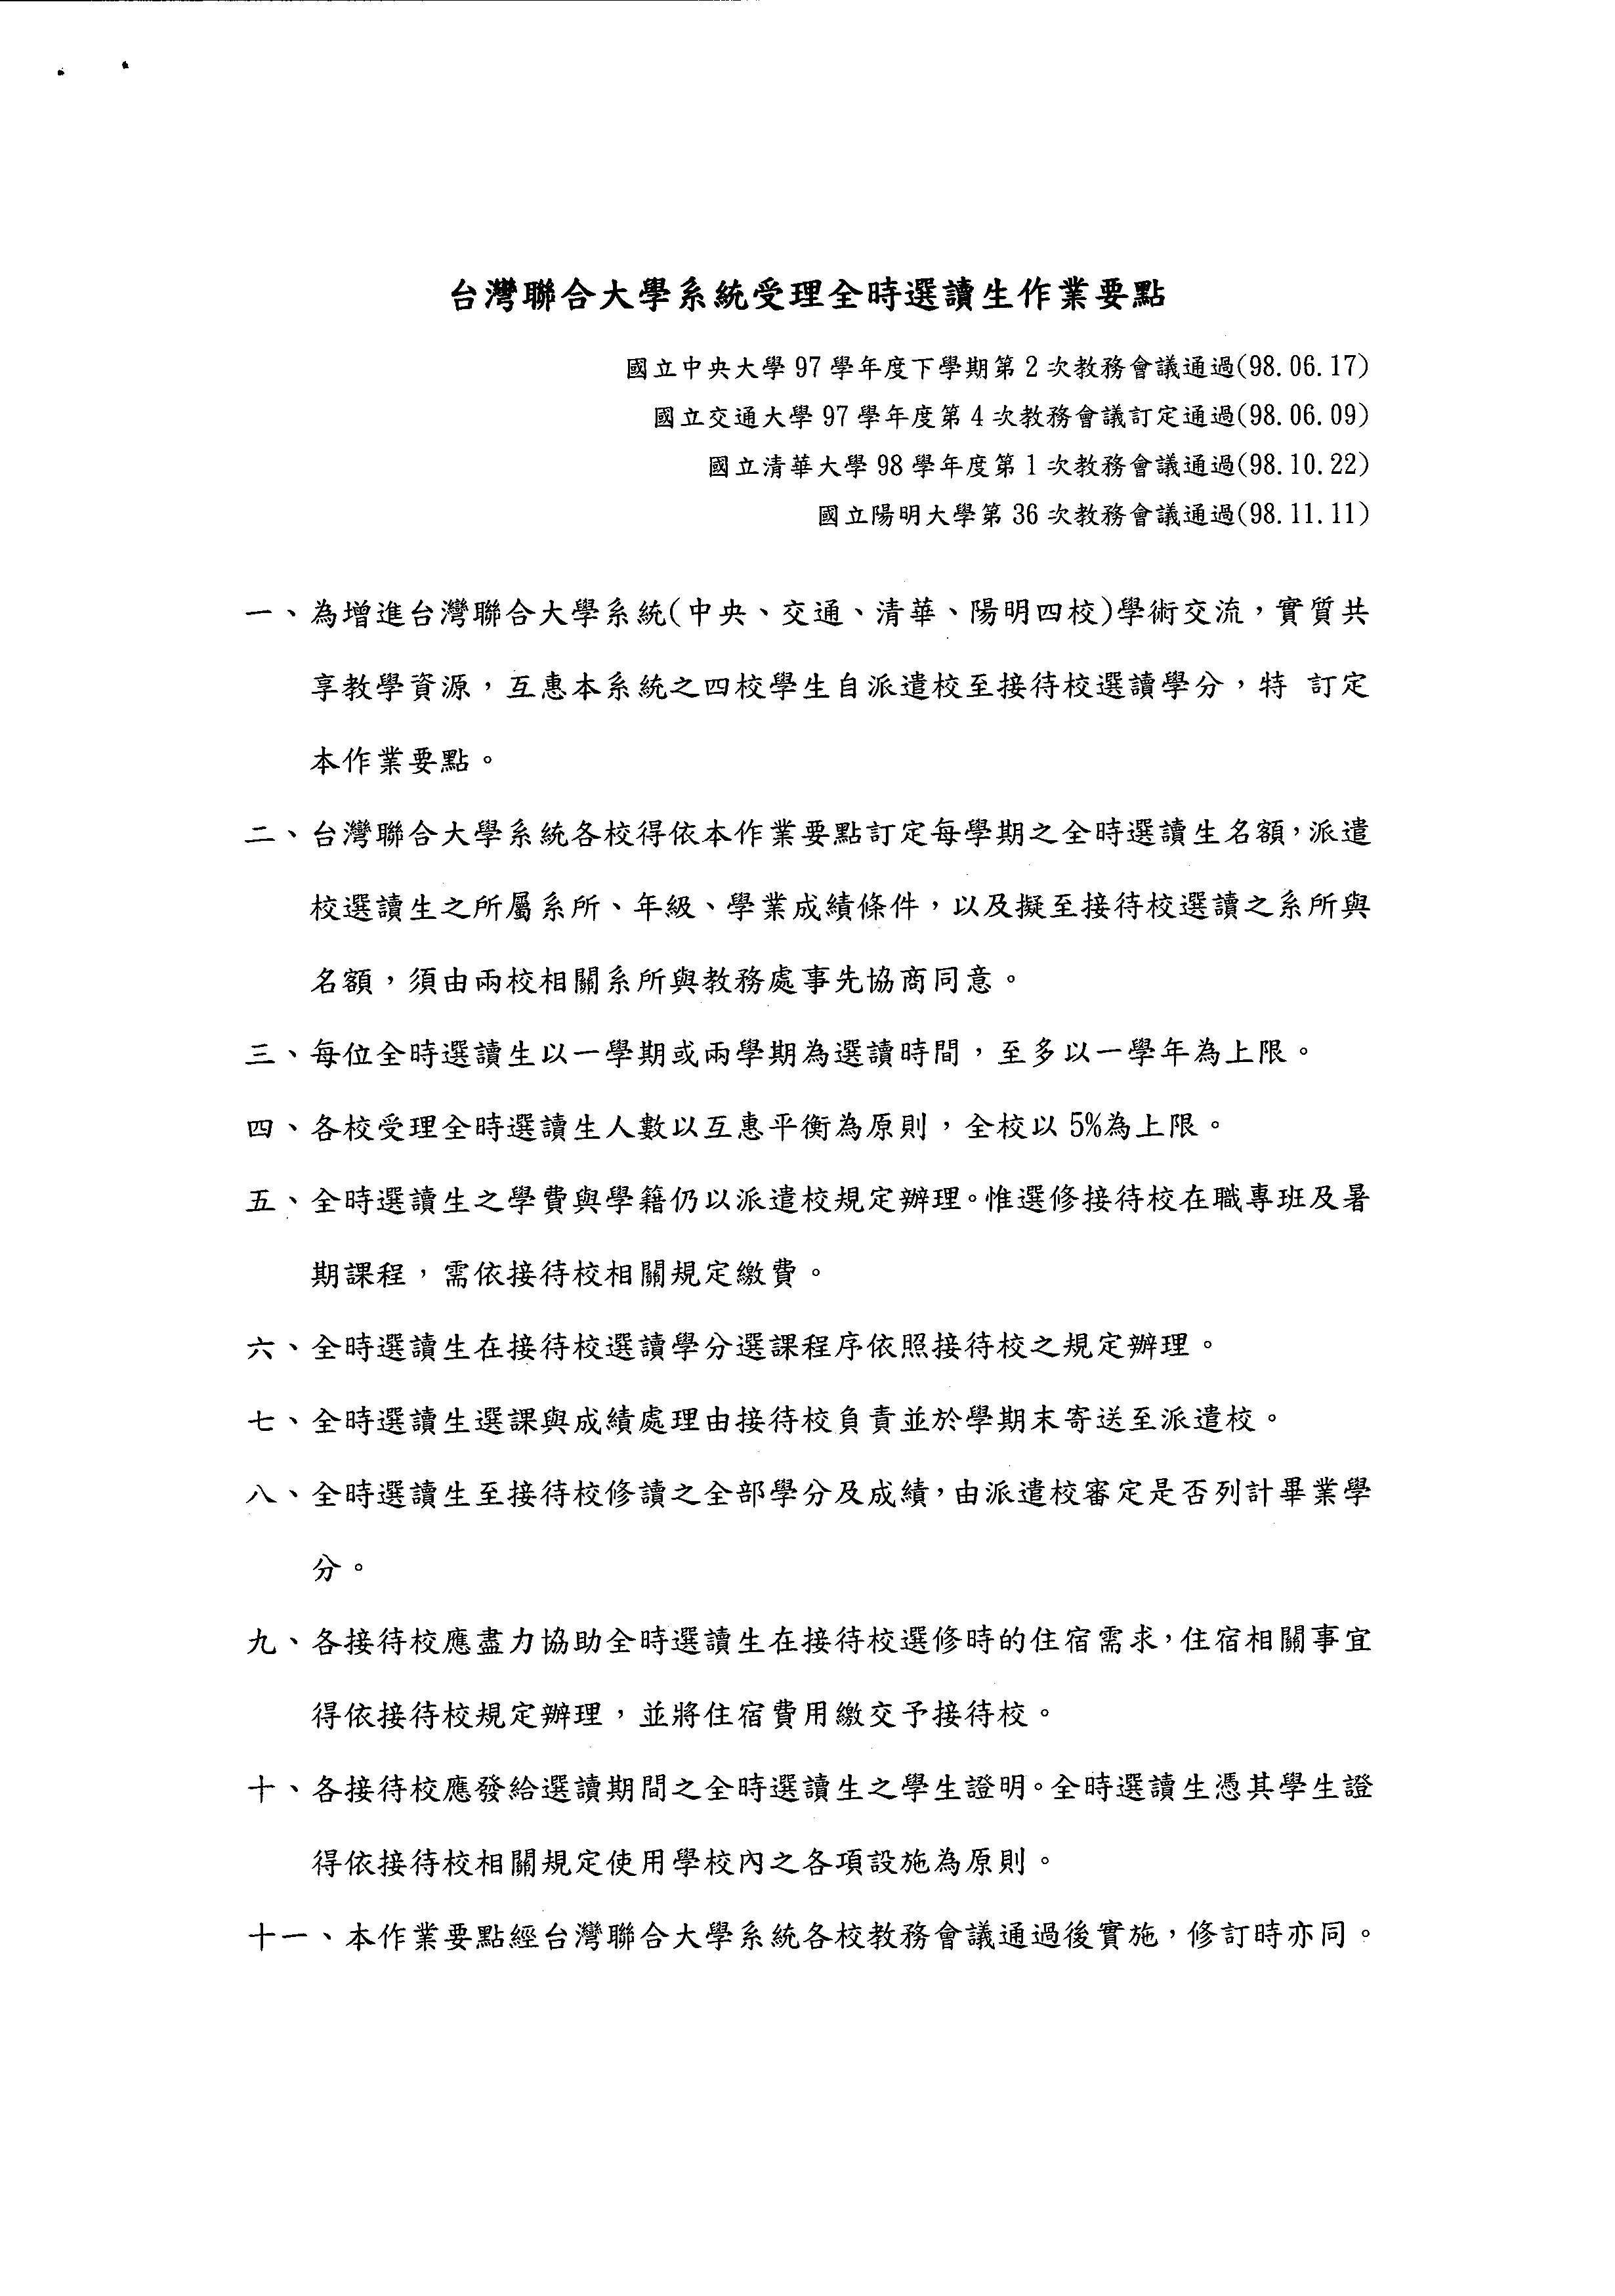 台灣聯合大學系統受理全時選讀生作業要點
國立中央大學 97 學年度下學期第 2 次教務會議通過(98.06.17)
國立交通大學 97 學年度第 4 次教務會議訂定通過(98.06.09)
國立清華大學 98 學年度第 1 次教務會議通過(98.10.22)
國立陽明大學第 36 次教務會議通過(98.11.11)
一、為增進台灣聯合大學系統(中央、交通、清華、陽明四校)學術交流，實質共
享教學資源，互惠本系統之四校學生自派遣校至接待校選讀學分，特 訂定
本作業要點。
二、台灣聯合大學系統各校得依本作業要點訂定每學期之全時選讀生名額，派遣
校選讀生之所屬系所、年級、學業成績條件，以及擬至接待校選讀之系所與
名額，須由兩校相關系所與教務處事先協商同意。
三、每位全時選讀生以一學期或兩學期為選讀時間，至多以一學年為上限。
四、各校受理全時選讀生人數以互惠平衡為原則，全校以 5%為上限。
五、全時選讀生之學費與學籍仍以派遣校規定辦理。惟選修接待校在職專班及暑
期課程，需依接待校相關規定繳費。
六、全時選讀生在接待校選讀學分選課程序依照接待校之規定辦理。
七、全時選讀生選課與成績處理由接待校負責並於學期末寄送至派遣校。
八、全時選讀生至接待校修讀之全部學分及成績，由派遣校審定是否列計畢業學
分。
九、各接待校應盡力協助全時選讀生在接待校選修時的住宿需求，住宿相關事宜
得依接待校規定辦理，並將住宿費用繳交予接待校。
十、各接待校應發給選讀期間之全時選讀生之學生證明。全時選讀生憑其學生證
得依接待校相關規定使用學校內之各項設施為原則。
十一、本作業要點經台灣聯合大學系統各校教務會議通過後實施，修訂時亦同。